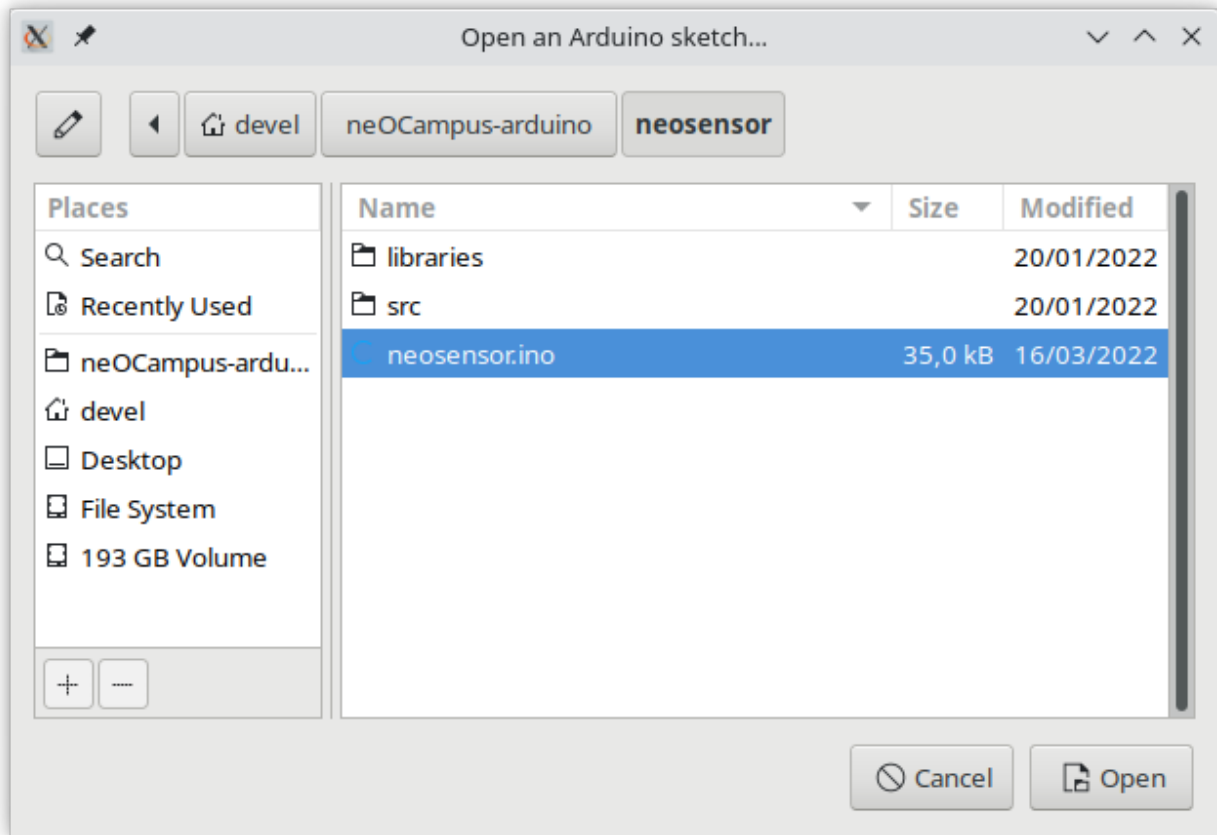 Open an Arduino sketch...
devel neOCampus-arduino neosensor
Places
Search
Recently Used
neOCampus-ardu...
devel
Desktop
File System
193 GB Volume
Name Size Modified
libraries 20/01/2022
src 20/01/2022
neosensor.ino 35,0 kB 16/03/2022
Cancel Open